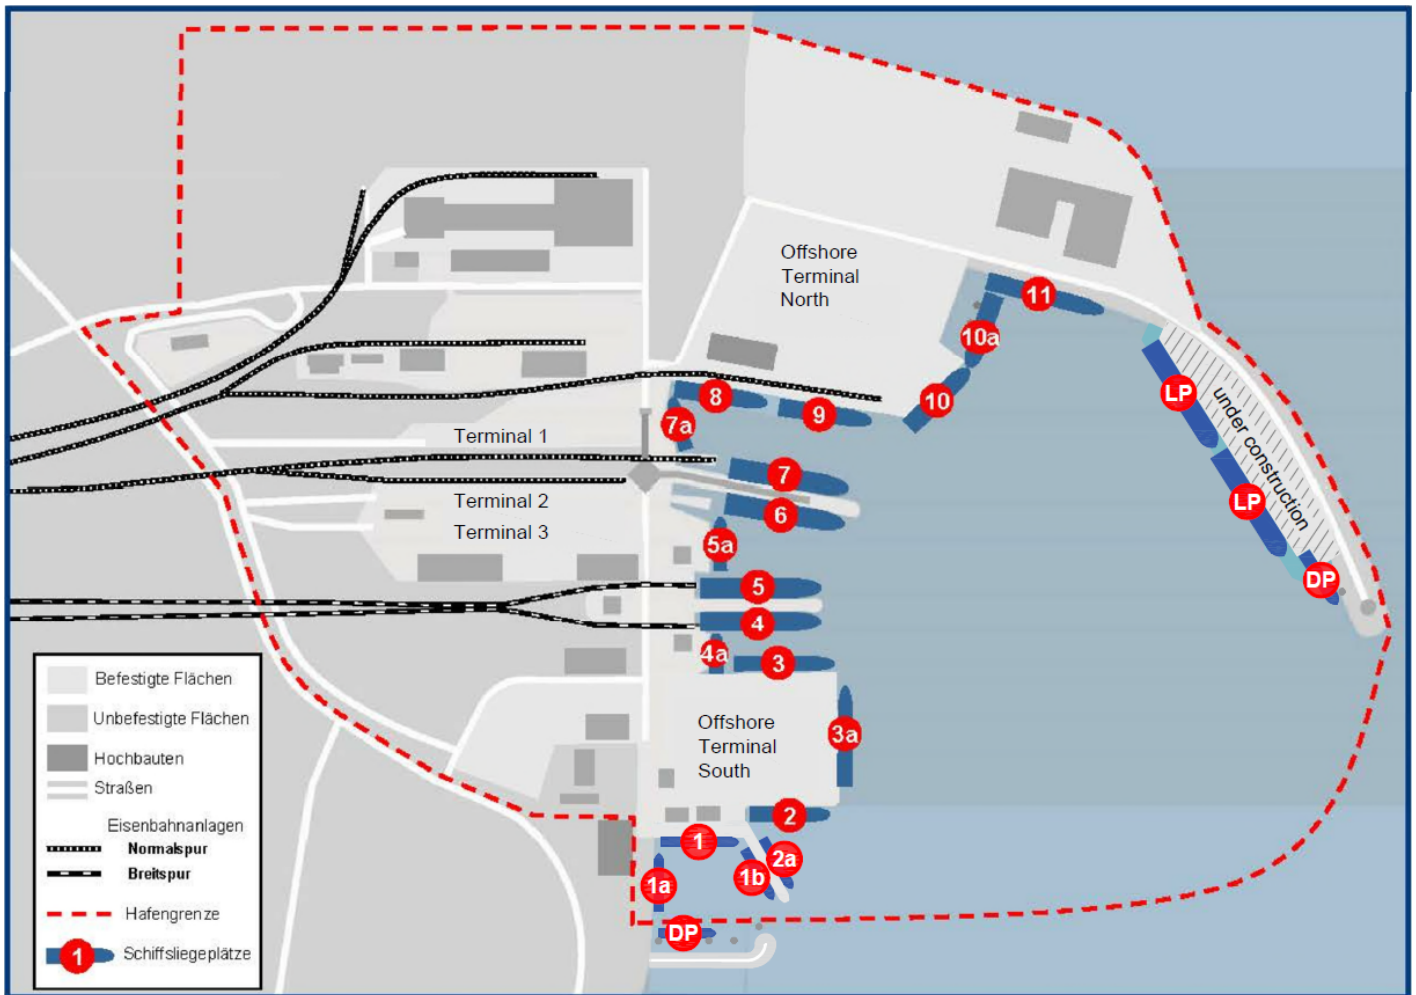 Offshore
Terminal
North
11
10a
10
8
9
7a
7
6
LP
LP
under construction
DP
Terminal 1
Terminal 2
Terminal 3
5a
5
4
4a
3
Offshore
Terminal
South
3a
2
1
2a
1b
1a
DP
Befestigte Flächen
Unbefestigte Flächen
Hochbauten
Straßen
Eisenbahnanlagen
Normalspur
Breitspur
Hafengrenze
1 Schiffsliegeplätze